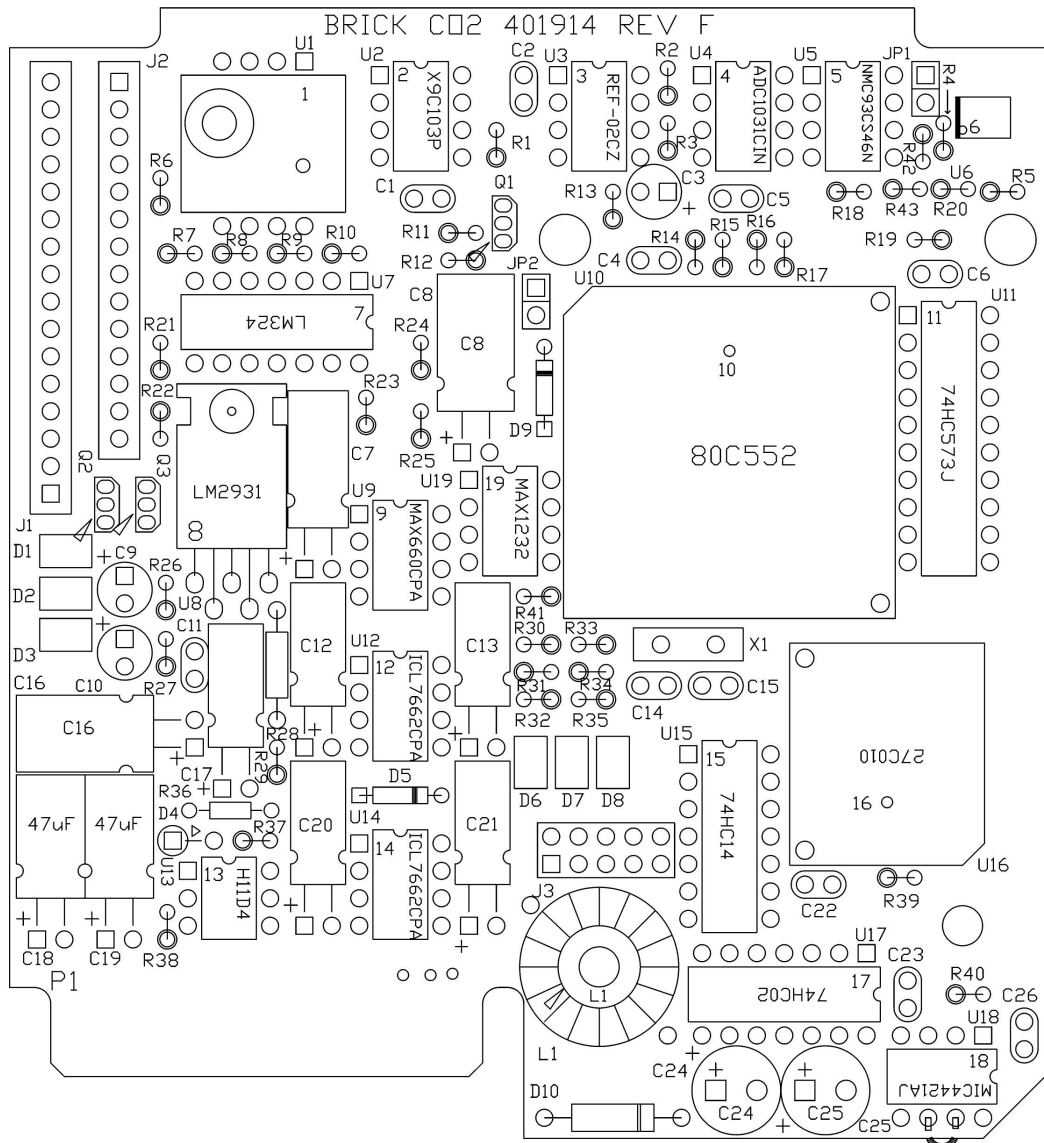 BRICK CO2 401914 REV F
J2
U1
1
U2
2
X9C103P
C2
U3
3
REF-02CZ
R2
R3
U4
4
ADC1031CIN
U5
5
NMC93CS46N
JP1
R4
6
R42
R1
R6
C1
Q1
R13
C3
+
C5
R18
R43
U6
R20
R5
R7
R8
R9
R10
R11
R12
JP2
C4
R14
R15
R16
R17
R19
C6
U7
LM324
7
C8
C8
+
U10
10
80C552
U11
11
74HC573J
R21
R22
R24
R23
R25
D9
Q2
Q3
LM2931
8
C7
+
U9
9
MAX660CPA
U19
19
MAX1232
J1
D1
D2
D3
+
C9
+
C10
R26
R27
U8
C11
C12
+
U12
12
ICL7662CPA
C13
+
R41
R30
R31
R32
R33
R34
R35
X1
C14
C15
C16
C16
+
C17
+
R28
R29
R36
D4
D5
D6
D7
D8
U15
15
74HC14
27C010
16
U16
47uF
47uF
U13
13
H11D4
R37
C20
+
U14
14
ICL7662CPA
C21
+
J3
C22
R39
+
C18
+
C19
R38
P1
L1
L1
U17
17
74HC02
C23
R40
C26
U18
18
MIC4421AJ
D10
C24
+
+
C24
+
C25
+
C25